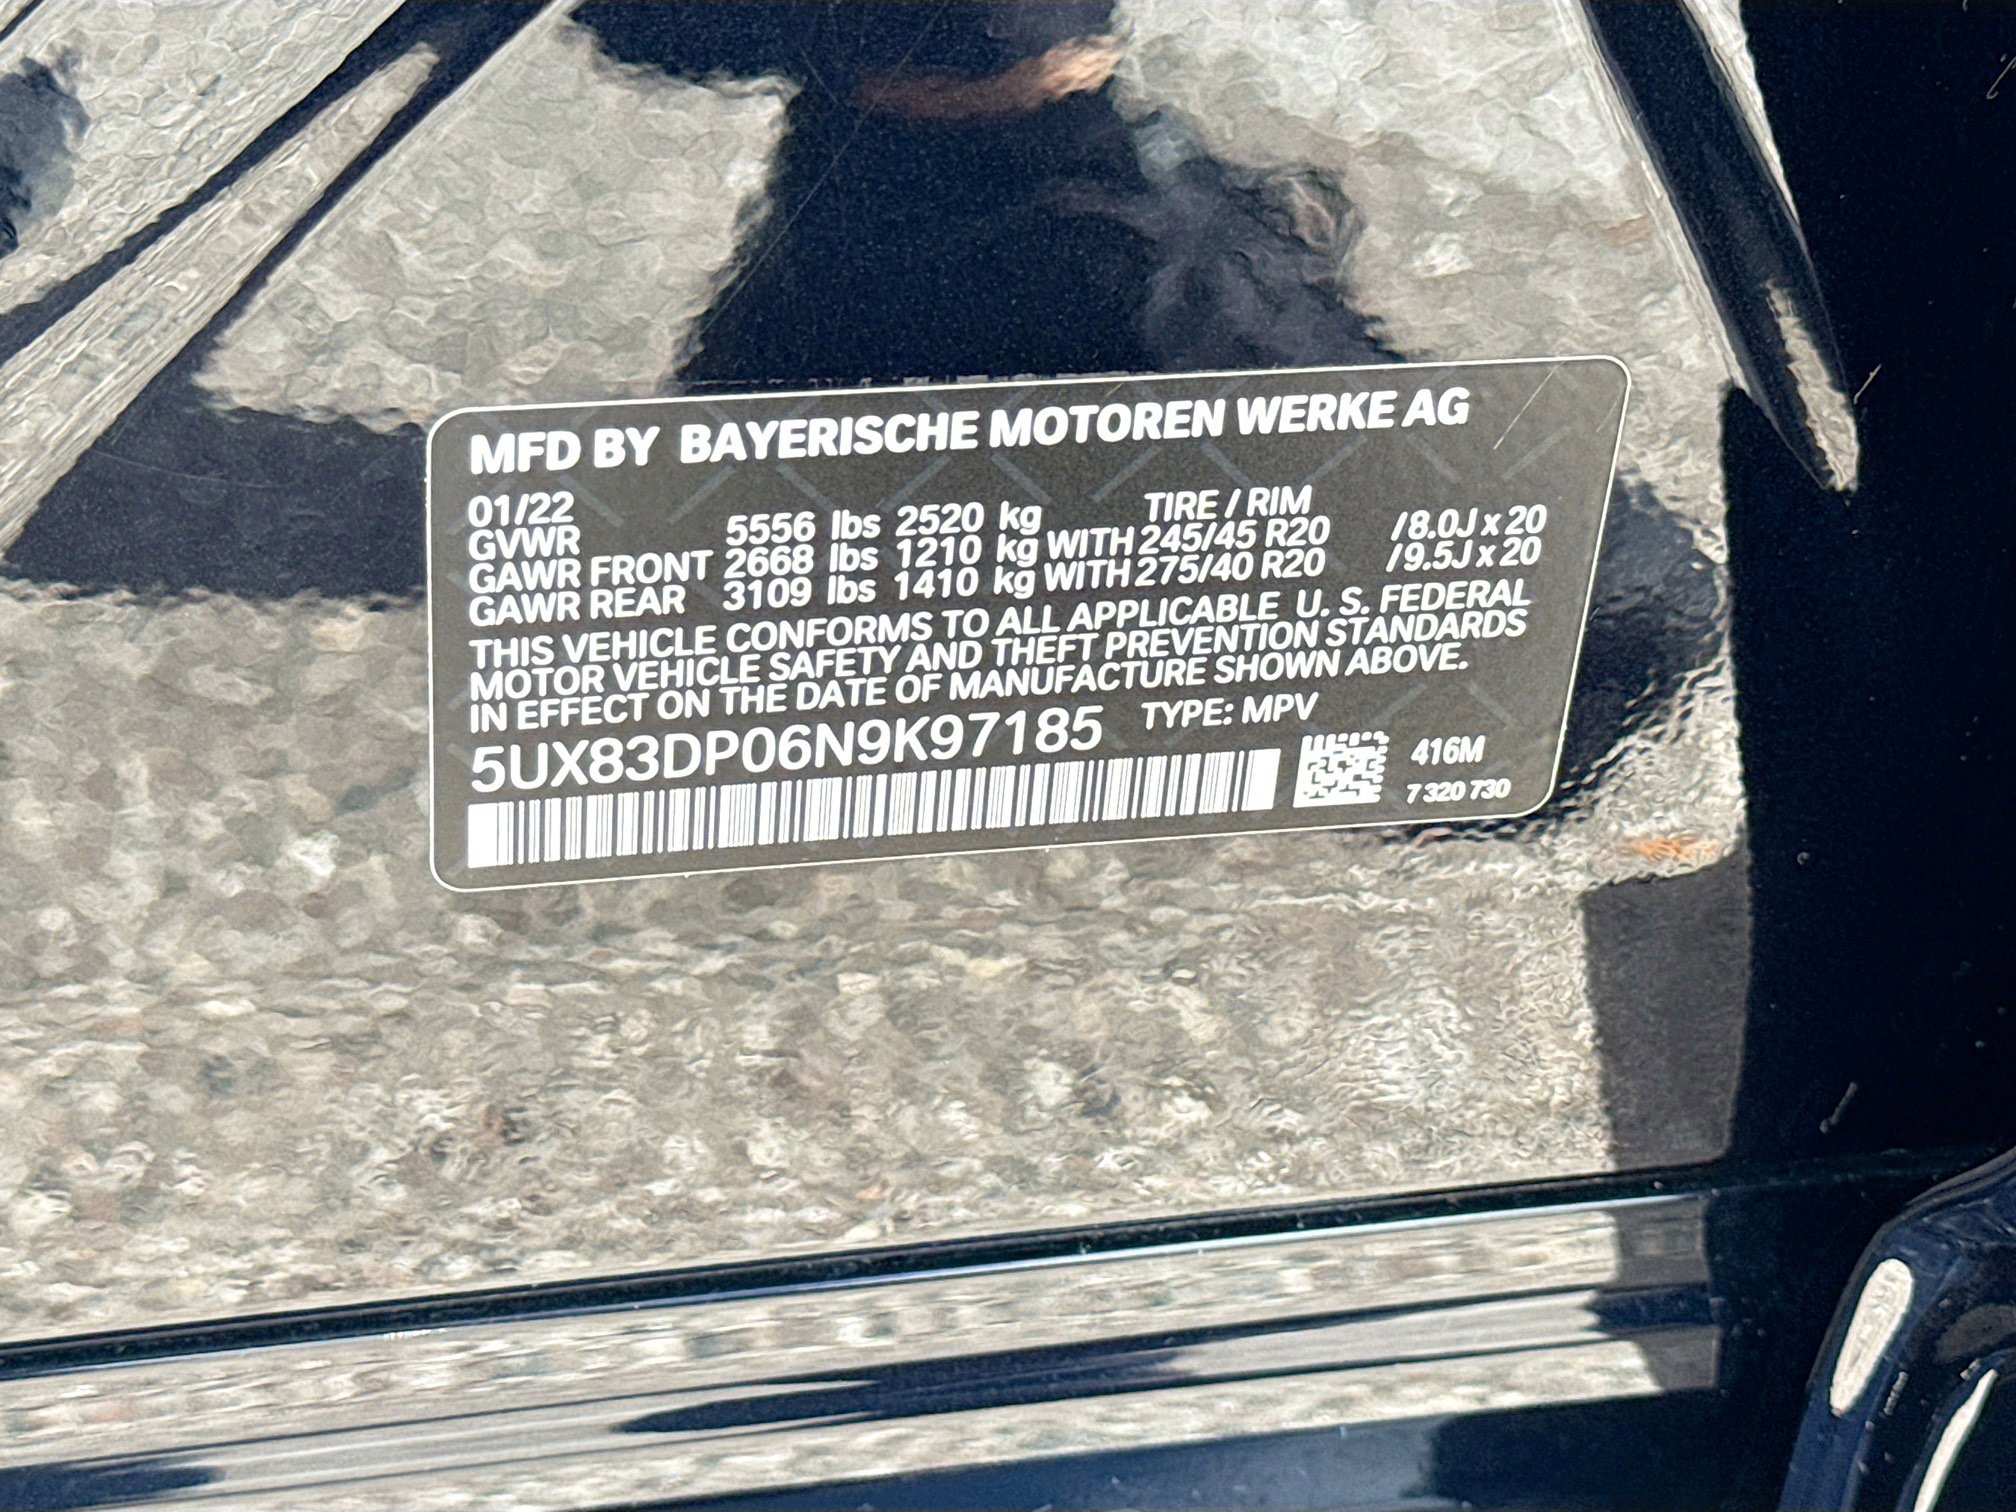 MFD BY BAYERISCHE MOTOREN WERKE AG
01/22 TIRE / RIM
GVWR 5556 lbs 2520 kg
GAWR FRONT 2668 lbs 1210 kg WITH 245/45 R20 /8.0J x 20
GAWR REAR 3109 lbs 1410 kg WITH 275/40 R20 /9.5J x 20
THIS VEHICLE CONFORMS TO ALL APPLICABLE U. S. FEDERAL
MOTOR VEHICLE SAFETY AND THEFT PREVENTION STANDARDS
IN EFFECT ON THE DATE OF MANUFACTURE SHOWN ABOVE.
5UX83DP06N9K97185 TYPE: MPV
416M
7 320 730